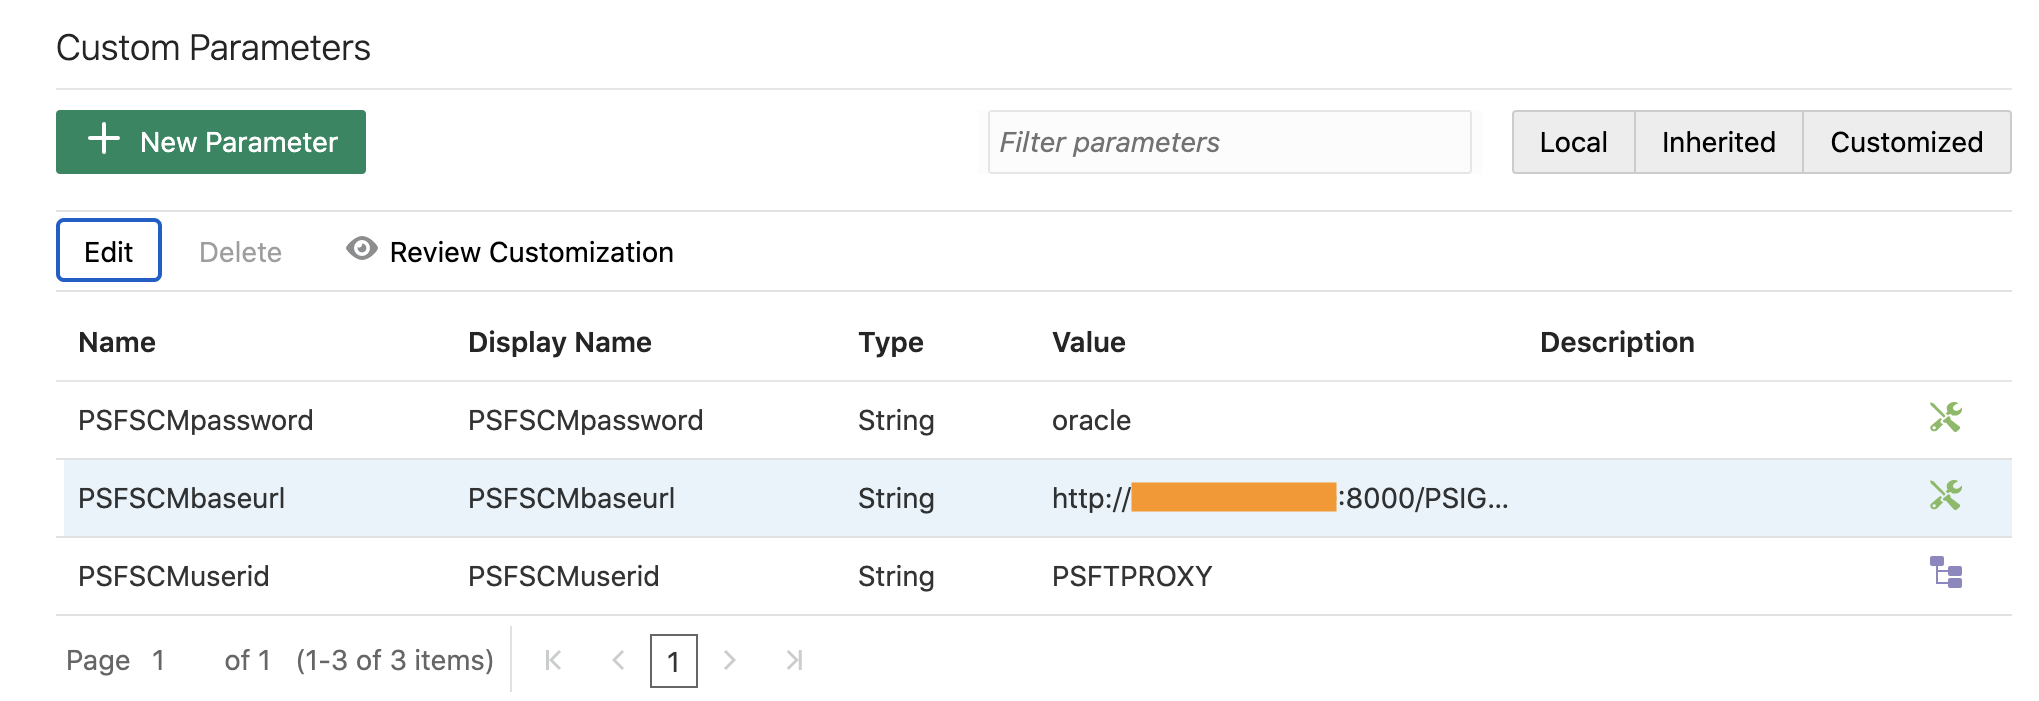 Custom Parameters
New Parameter
Filter parameters
Local Inherited Customized
Edit Delete Review Customization
Name Display Name Type Value Description
PSFSCMpassword PSFSCMpassword String oracle
PSFSCMbaseurl PSFSCMbaseurl String http:// :8000/PSIG...
PSFSCMuserid PSFSCMuserid String PSFTPROXY
Page 1 of 1 (1-3 of 3 items) 1